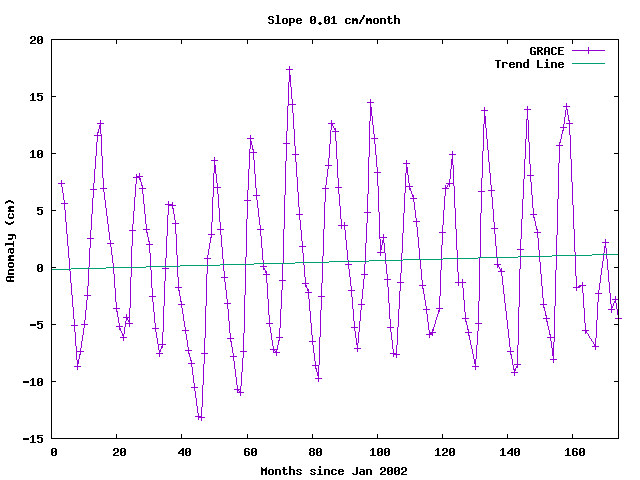 Slope 0.01 cm/month
GRACE
Trend Line
Anomaly (cm)
20
15
10
5
0
-5
-10
-15
0 20 40 60 80 100 120 140 160
Months since Jan 2002